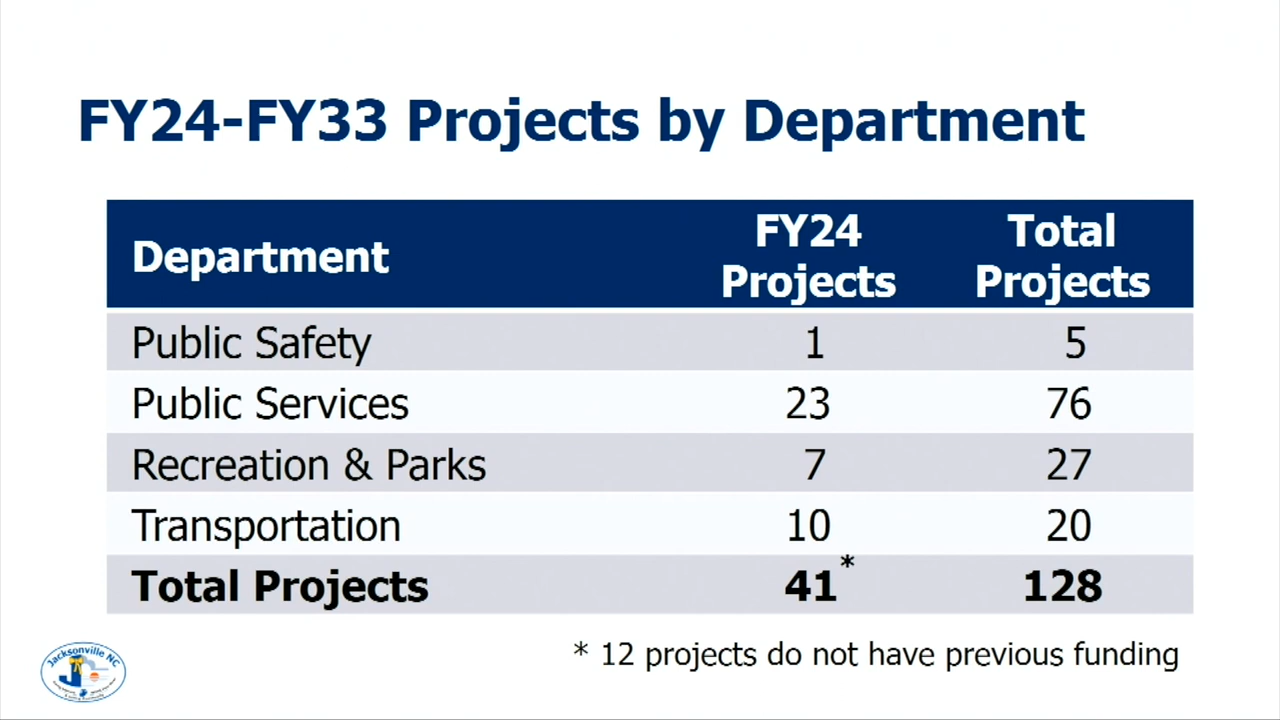 FY24-FY33 Projects by Department
Department FY24 Projects Total Projects
Public Safety 1 5
Public Services 23 76
Recreation & Parks 7 27
Transportation 10 20
Total Projects 41* 128
* 12 projects do not have previous funding
Jacksonville NC